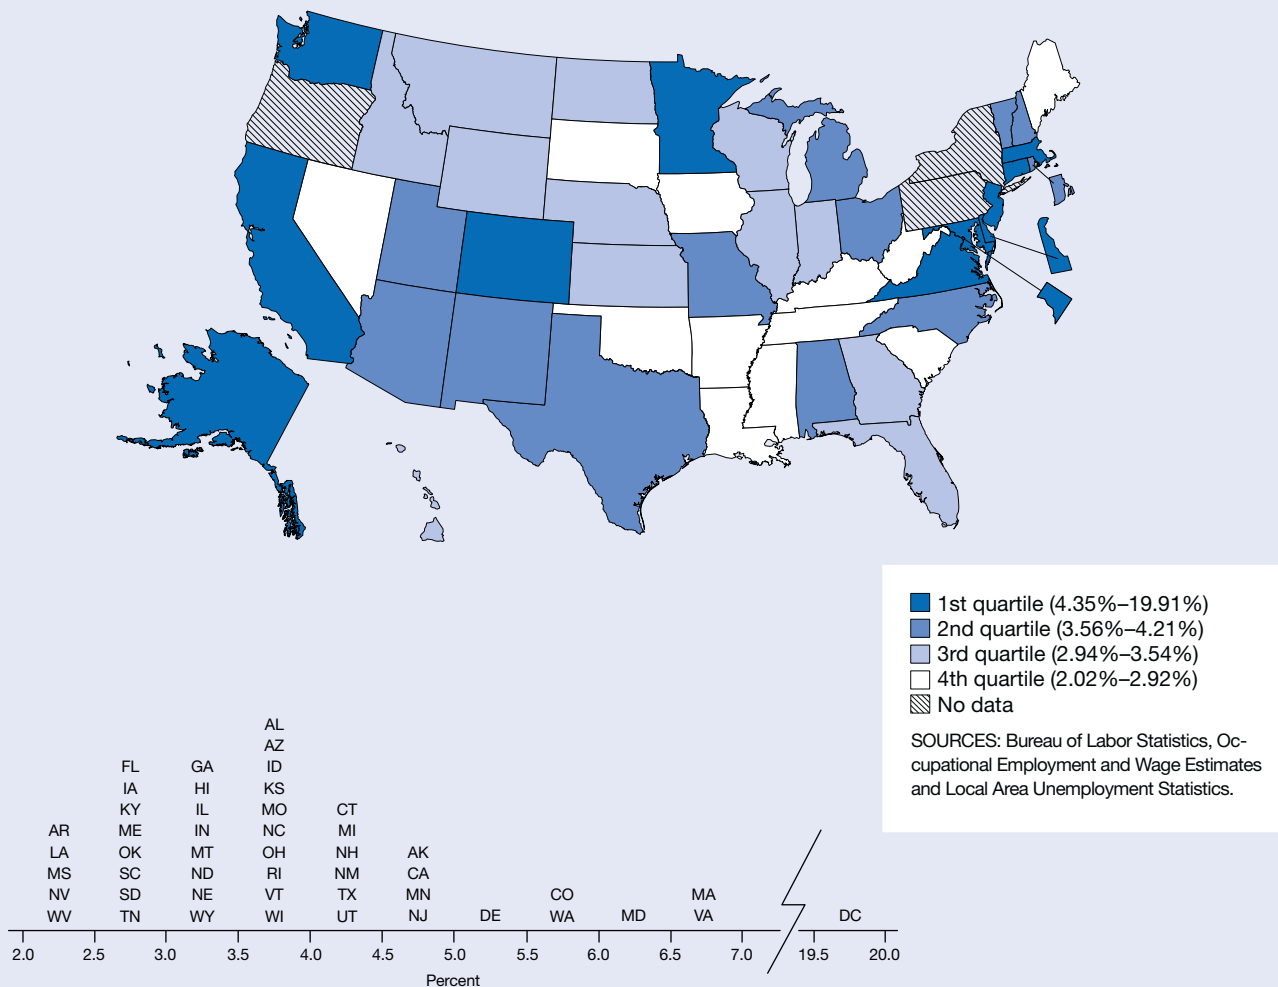 1st quartile (4.35%–19.91%)
2nd quartile (3.56%–4.21%)
3rd quartile (2.94%–3.54%)
4th quartile (2.02%–2.92%)
No data
SOURCES: Bureau of Labor Statistics, Oc-
cupational Employment and Wage Estimates
and Local Area Unemployment Statistics.
AL
AZ
FL GA ID
IA HI KS
KY IL MO CT
AR ME IN NC MI
LA OK MT OH NH AK
MS SC ND RI NM CA
NV SD NE VT TX MN CO MA
WV TN WY WI UT NJ DE WA MD VA DC
2.0 2.5 3.0 3.5 4.0 4.5 5.0 5.5 6.0 6.5 7.0 19.5 20.0
Percent